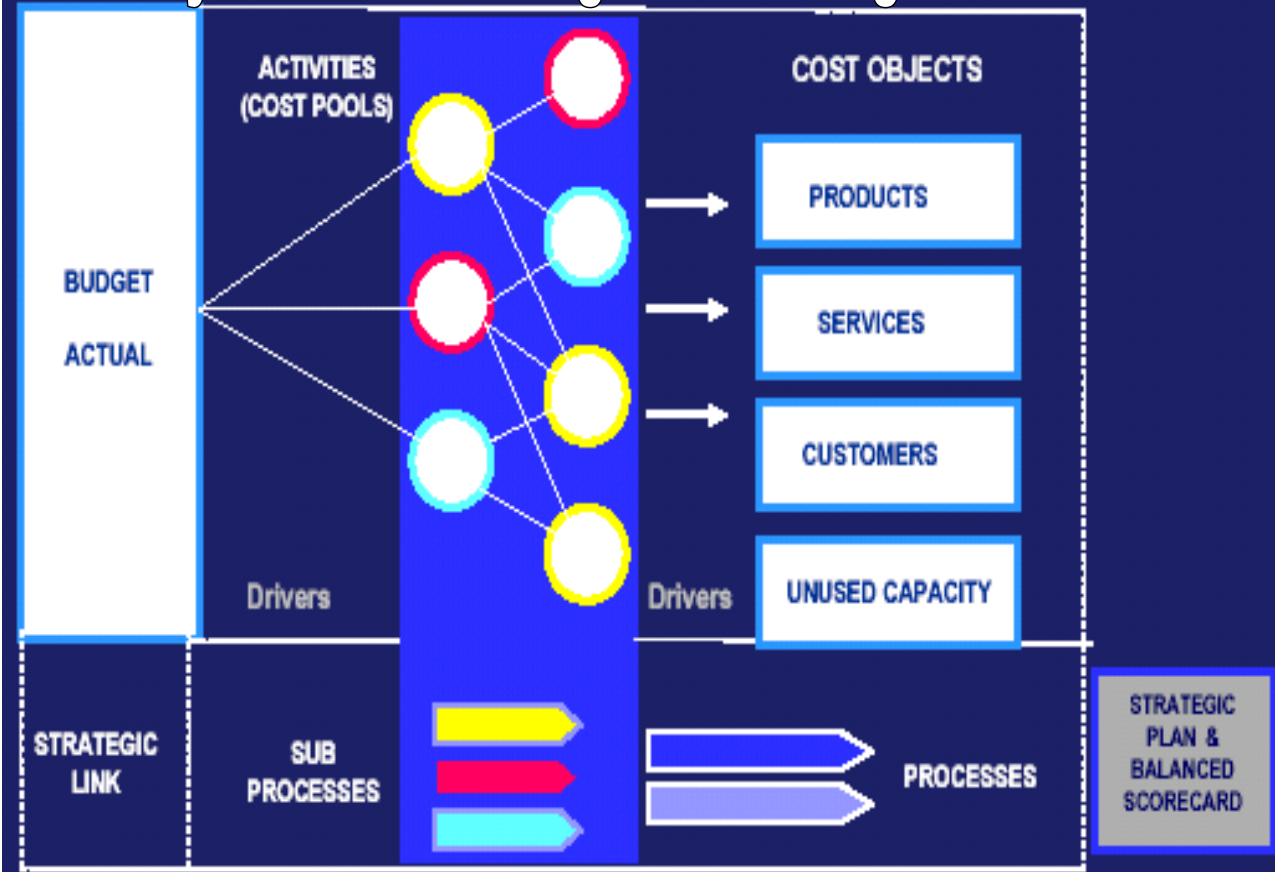 ACTIVITIES
(COST POOLS)
COST OBJECTS
BUDGET
ACTUAL
PRODUCTS
SERVICES
CUSTOMERS
UNUSED CAPACITY
Drivers
Drivers
STRATEGIC
LINK
SUB
PROCESSES
PROCESSES
STRATEGIC
PLAN &
BALANCED
SCORECARD